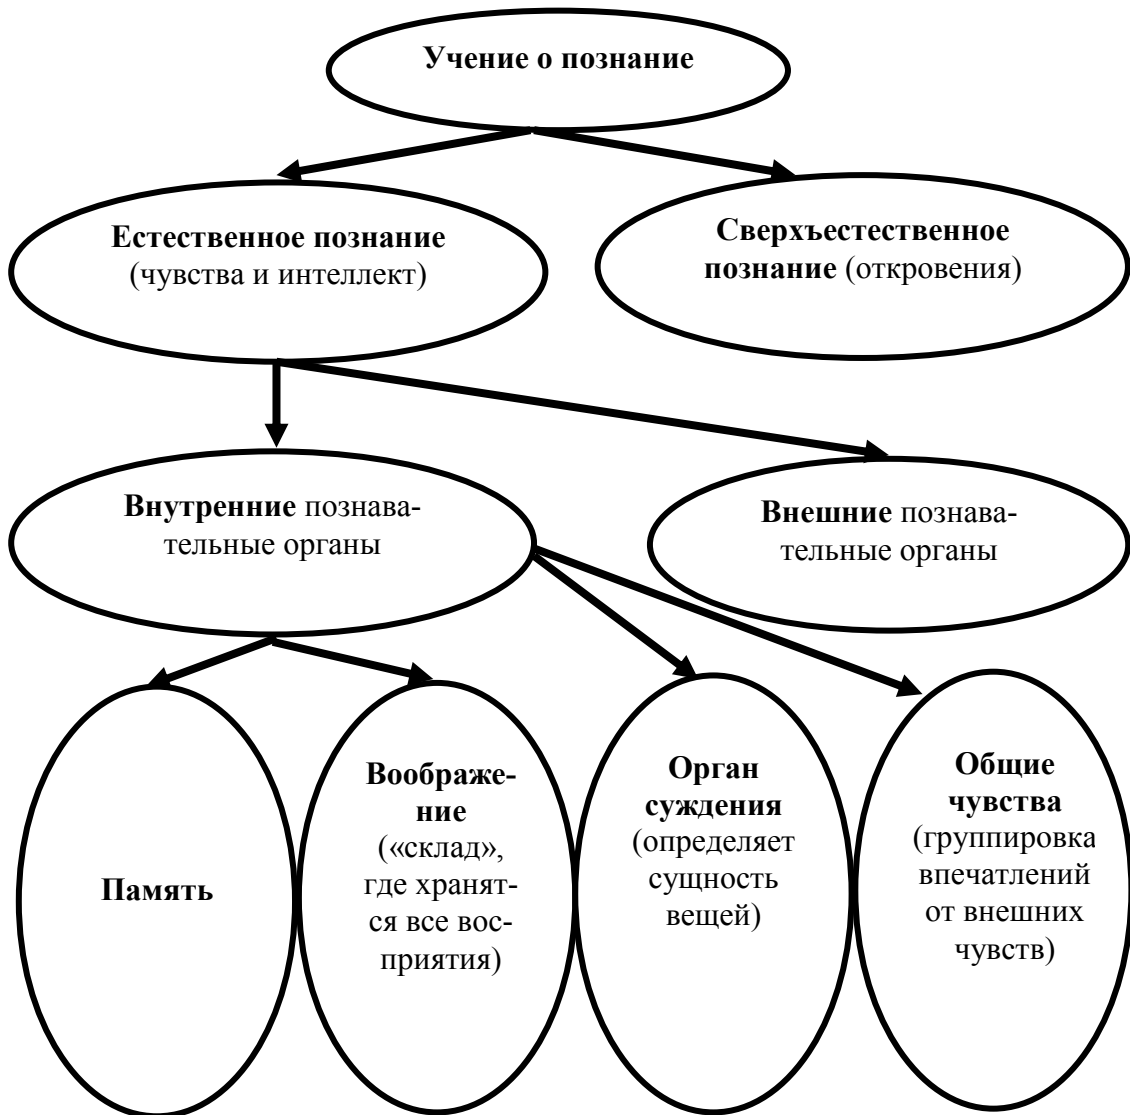 Учение о познание
Естественное познание
(чувства и интеллект)
Сверхъестественное
познание (откровения)
Внутренние познава-
тельные органы
Внешние познава-
тельные органы
Память
Воображе-
ние
(«склад»,
где хранят-
ся все вос-
приятия)
Орган
суждения
(определяет
сущность
вещей)
Общие
чувства
(группировка
впечатлений
от внешних
чувств)